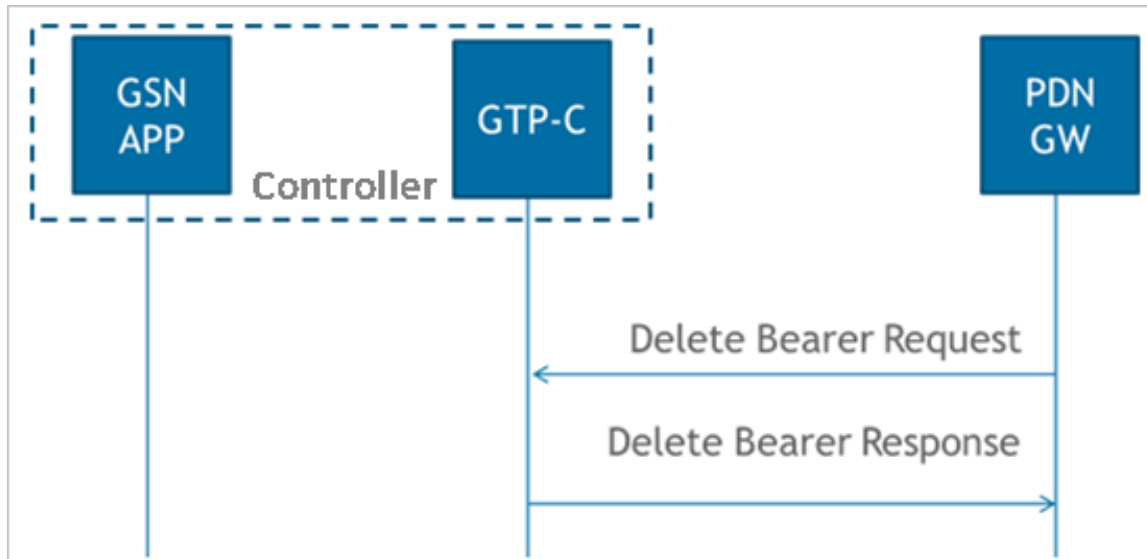 GSN
APP
GTP-C
PDN
GW
Controller
Delete Bearer Request
Delete Bearer Response